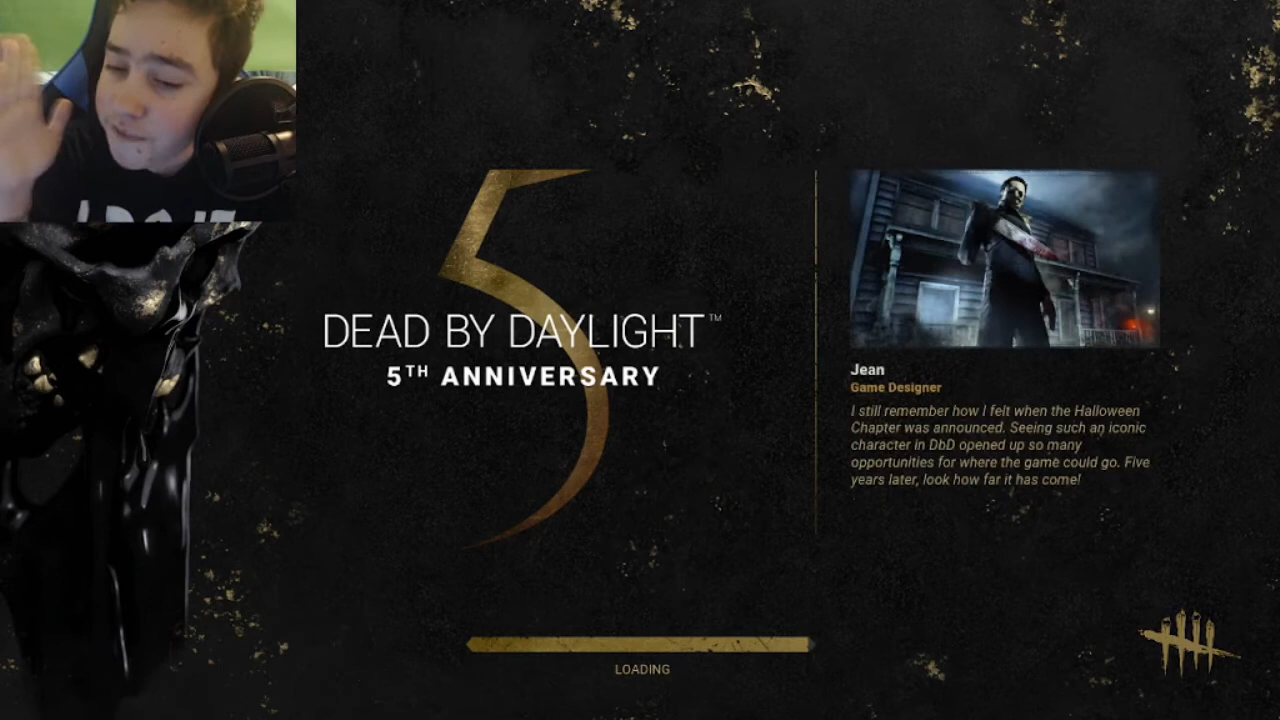 DEAD BY DAYLIGHT™
5TH ANNIVERSARY
Jean
Game Designer
I still remember how I felt when the Halloween
Chapter was announced. Seeing such an iconic
character in DbD opened up so many
opportunities for where the game could go. Five
years later, look how far it has come!
LOADING